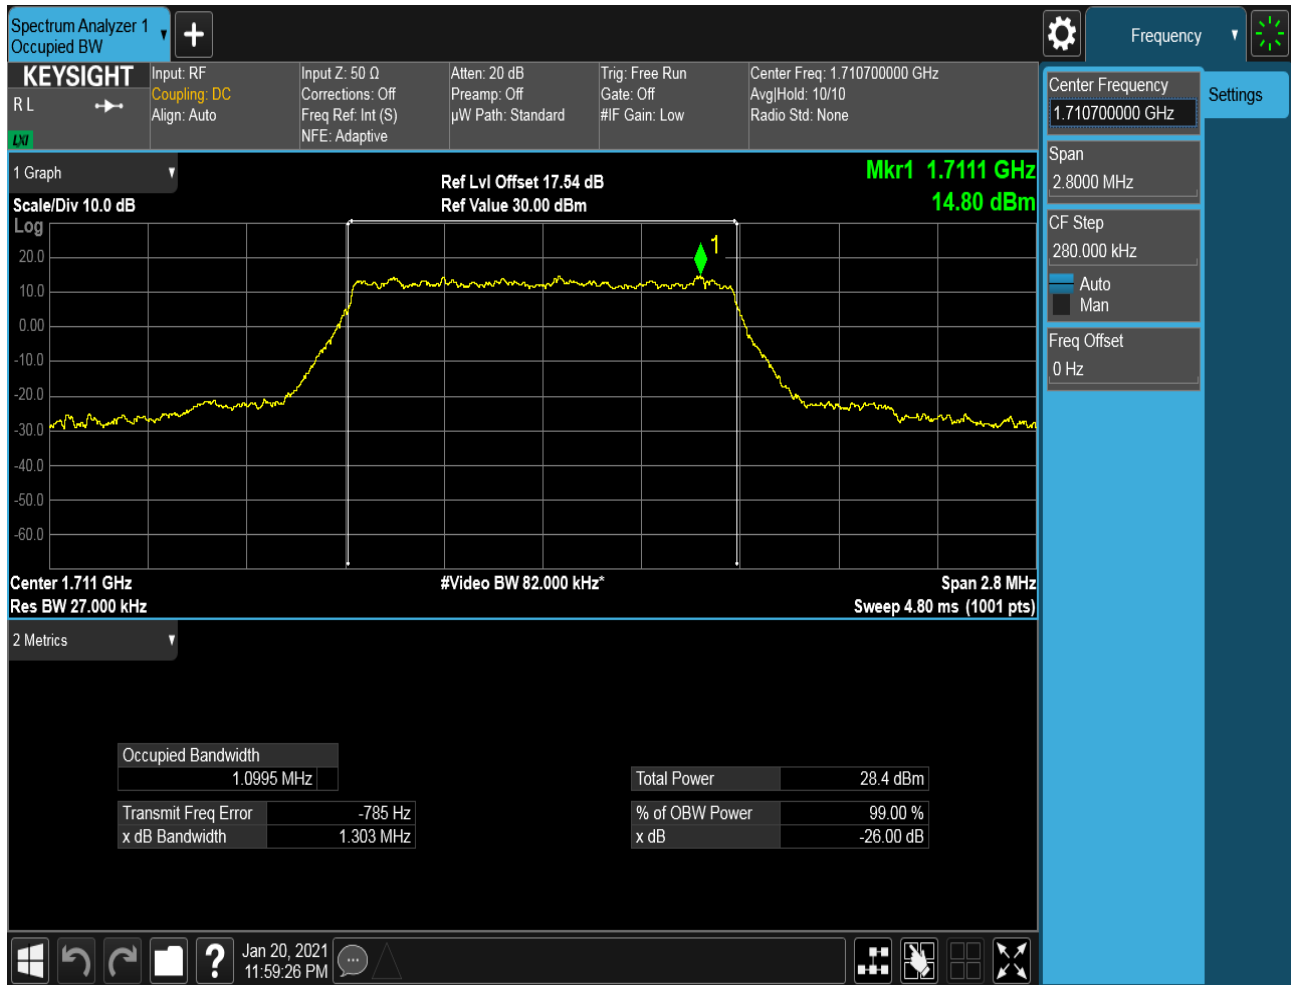 Spectrum Analyzer 1
Occupied BW
Frequency
KEYSIGHT
R L
LXI
Input: RF
Coupling: DC
Align: Auto
Input Z: 50 Ω
Corrections: Off
Freq Ref: Int (S)
NFE: Adaptive
Atten: 20 dB
Preamp: Off
µW Path: Standard
Trig: Free Run
Gate: Off
#IF Gain: Low
Center Freq: 1.710700000 GHz
Avg|Hold: 10/10
Radio Std: None
Center Frequency
1.710700000 GHz
Settings
Span
2.8000 MHz
CF Step
280.000 kHz
Auto
Man
Freq Offset
0 Hz
1 Graph
Scale/Div 10.0 dB
Log
Ref Lvl Offset 17.54 dB
Ref Value 30.00 dBm
Mkr1 1.7111 GHz
14.80 dBm
1
20.0
10.0
0.00
-10.0
-20.0
-30.0
-40.0
-50.0
-60.0
Center 1.711 GHz
#Video BW 82.000 kHz*
Span 2.8 MHz
Res BW 27.000 kHz
Sweep 4.80 ms (1001 pts)
2 Metrics
Occupied Bandwidth
1.0995 MHz
Total Power 28.4 dBm
Transmit Freq Error -785 Hz
% of OBW Power 99.00 %
x dB Bandwidth 1.303 MHz
x dB -26.00 dB
?
Jan 20, 2021
11:59:26 PM